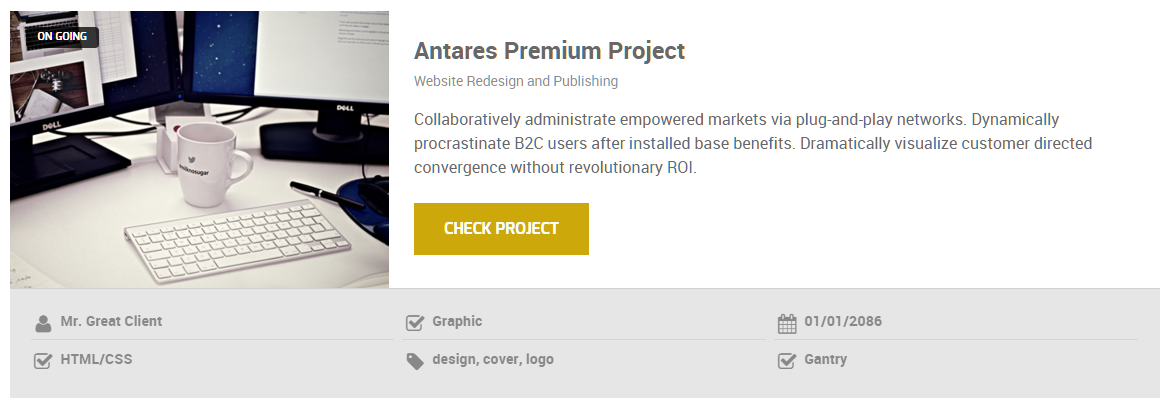 ON GOING
DELL
DELL
Antares Premium Project
Website Redesign and Publishing
Collaboratively administrate empowered markets via plug-and-play networks. Dynamically
procrastinate B2C users after installed base benefits. Dramatically visualize customer directed
convergence without revolutionary ROI.
CHECK PROJECT
Mr. Great Client
Graphic
01/01/2086
HTML/CSS
design, cover, logo
Gantry